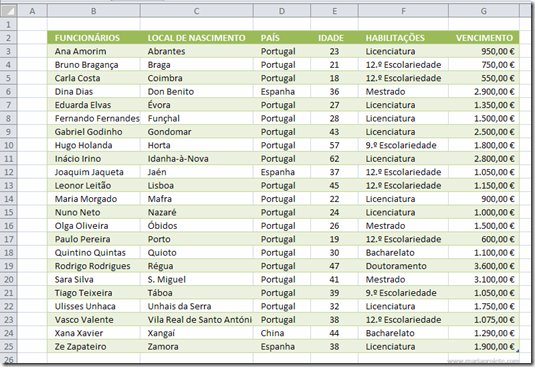 A B C D E F G
1
2 FUNCIONÁRIOS LOCAL DE NASCIMENTO PAÍS IDADE HABILITAÇÕES VENCIMENTO
3 Ana Amorim Abrantes Portugal 23 Licenciatura 950,00 €
4 Bruno Bragança Braga Portugal 21 12.º Escolariedade 750,00 €
5 Carla Costa Coimbra Portugal 18 12.º Escolariedade 550,00 €
6 Dina Dias Don Benito Espanha 36 Mestrado 2.900,00 €
7 Eduarda Elvas Évora Portugal 27 Licenciatura 1.350,00 €
8 Fernando Fernandes Funçhal Portugal 28 Licenciatura 1.500,00 €
9 Gabriel Godinho Gondomar Portugal 43 Licenciatura 2.500,00 €
10 Hugo Holanda Horta Portugal 57 9.º Escolariedade 1.800,00 €
11 Inácio Irino Idanha-à-Nova Portugal 62 Licenciatura 2.800,00 €
12 Joaquim Jaqueta Jaén Espanha 37 12.º Escolariedade 1.050,00 €
13 Leonor Leitão Lisboa Portugal 45 12.º Escolariedade 1.150,00 €
14 Maria Morgado Mafra Portugal 22 Licenciatura 900,00 €
15 Nuno Neto Nazaré Portugal 24 Licenciatura 1.000,00 €
16 Olga Oliveira Óbidos Portugal 26 Mestrado 1.500,00 €
17 Paulo Pereira Porto Portugal 19 12.º Escolariedade 600,00 €
18 Quintino Quintas Quioto Portugal 30 Bacharelato 1.100,00 €
19 Rodrigo Rodrigues Régua Portugal 47 Doutoramento 3.600,00 €
20 Sara Silva S. Miguel Portugal 41 Mestrado 3.100,00 €
21 Tiago Teixeira Táboa Portugal 39 9.º Escolariedade 1.050,00 €
22 Ulisses Unhaca Unhais da Serra Portugal 32 Licenciatura 1.750,00 €
23 Vasco Valente Vila Real de Santo Antóni Portugal 38 12.º Escolariedade 1.075,00 €
24 Xana Xavier Xangaí China 44 Bacharelato 1.290,00 €
25 Ze Zapateiro Zamora Espanha 38 Licenciatura 1.900,00 €
26